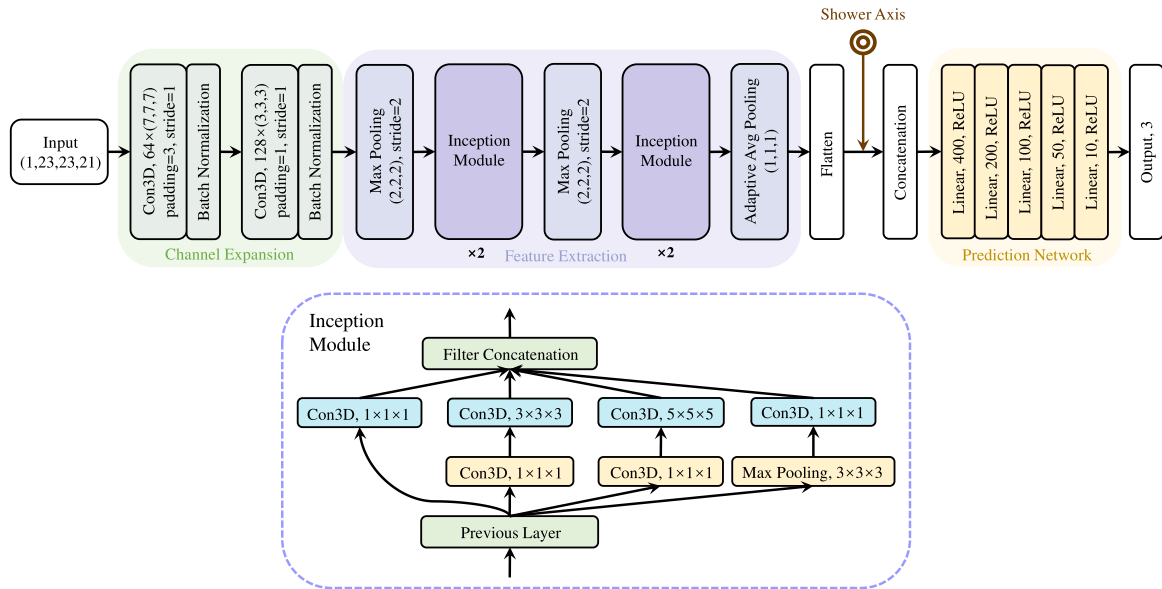 Shower Axis
Input
(1,23,23,21)
Con3D, 64×(7,7,7)
padding=3, stride=1
Batch Normalization
Con3D, 128×(3,3,3)
padding=1, stride=1
Batch Normalization
Channel Expansion
Max Pooling
(2,2,2), stride=2
Inception
Module
×2
Max Pooling
(2,2,2), stride=2
Inception
Module
×2
Adaptive Avg Pooling
(1,1,1)
Feature Extraction
Flatten
Concatenation
Linear, 400, ReLU
Linear, 200, ReLU
Linear, 100, ReLU
Linear, 50, ReLU
Linear, 10, ReLU
Prediction Network
Output, 3
Inception
Module
Filter Concatenation
Con3D, 1×1×1
Con3D, 3×3×3
Con3D, 5×5×5
Con3D, 1×1×1
Con3D, 1×1×1
Con3D, 1×1×1
Max Pooling, 3×3×3
Previous Layer